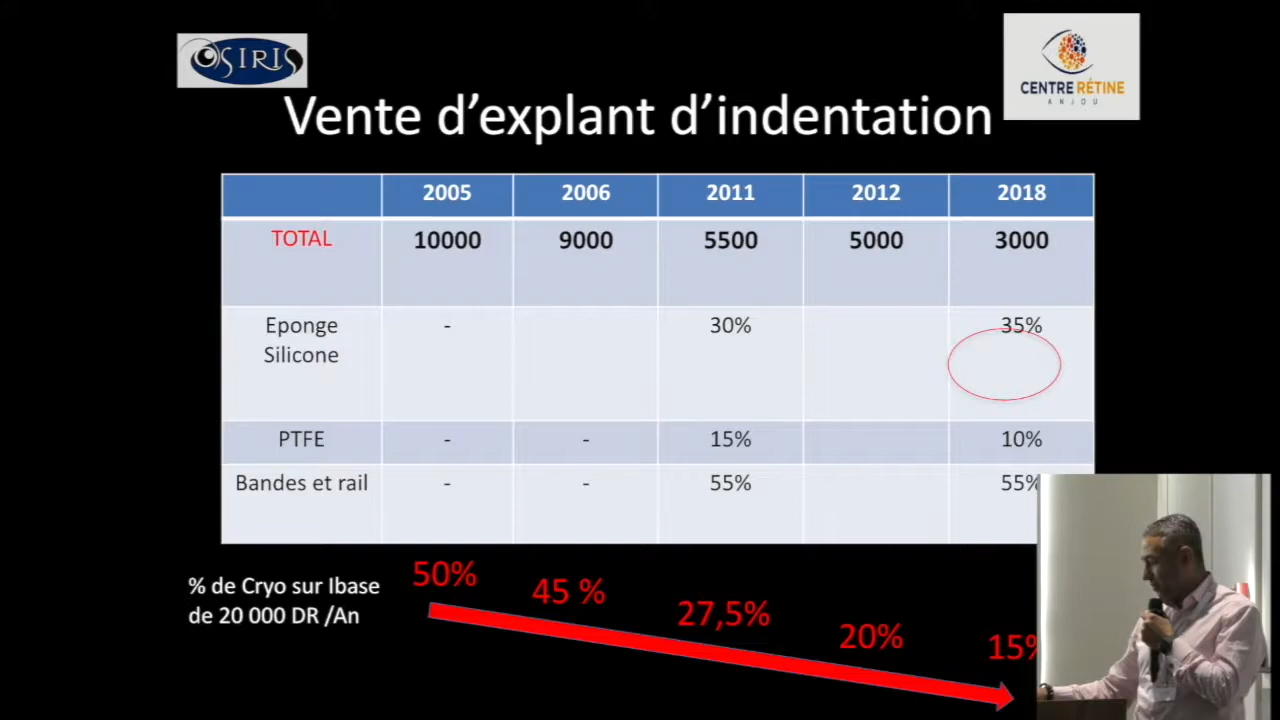 OSIRIS
CENTRE RÉTINE
ANJOU
Vente d’explant d’indentation
2005 2006 2011 2012 2018
TOTAL 10000 9000 5500 5000 3000
Eponge - 30% 35%
Silicone
PTFE - - 15% 10%
Bandes et rail - - 55% 55%
% de Cryo sur Ibase
de 20 000 DR /An
50% 45 % 27,5% 20% 15%